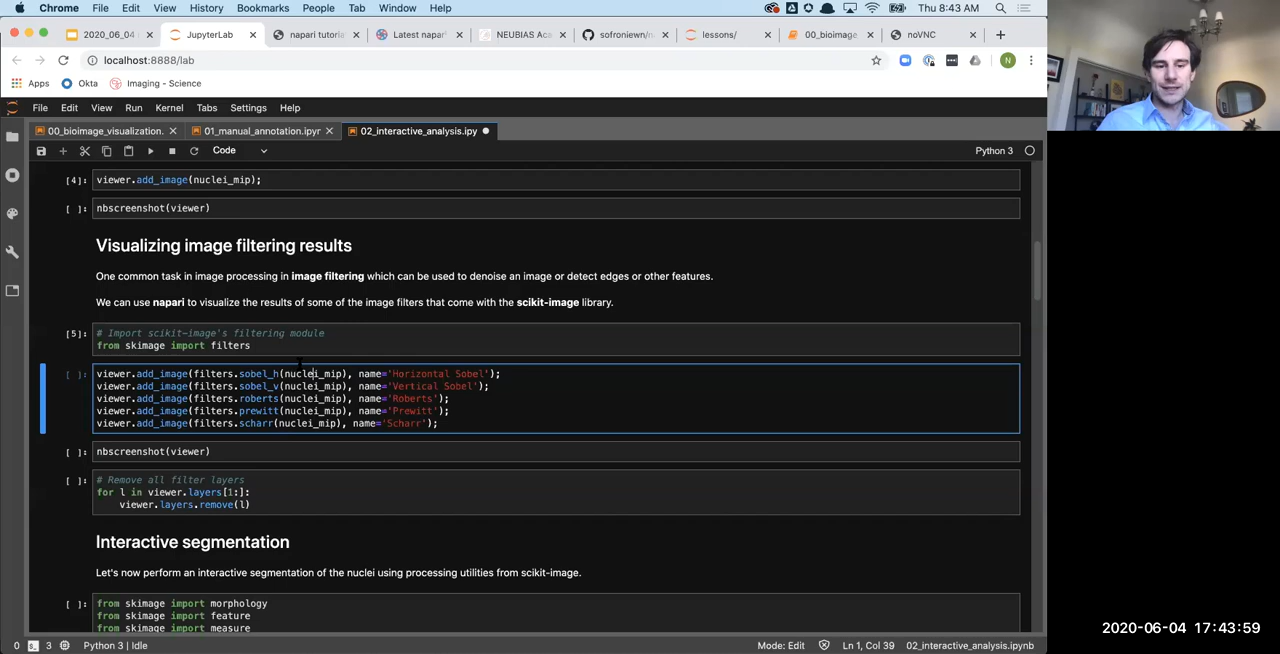 Chrome File Edit View History Bookmarks People Tab Window Help Thu 8:43 AM
2020_06_04 JupyterLab napari tutoria Latest napari NEUBIAS Aca sofroniewn/na lessons/ 00_bioimage noVNC
localhost:8888/lab N
Apps Okta Imaging - Science
File Edit View Run Kernel Tabs Settings Help
00_bioimage_visualization. 01_manual_annotation.ipyr 02_interactive_analysis.ipy
Code Python 3
[4]: viewer.add_image(nuclei_mip);
[ ]: nbscreenshot(viewer)
Visualizing image filtering results
One common task in image processing in image filtering which can be used to denoise an image or detect edges or other features.
We can use napari to visualize the results of some of the image filters that come with the scikit-image library.
[5]: # Import scikit-image's filtering module
from skimage import filters
[ ]: viewer.add_image(filters.sobel_h(nuclei_mip), name='Horizontal Sobel');
viewer.add_image(filters.sobel_v(nuclei_mip), name='Vertical Sobel');
viewer.add_image(filters.roberts(nuclei_mip), name='Roberts');
viewer.add_image(filters.prewitt(nuclei_mip), name='Prewitt');
viewer.add_image(filters.scharr(nuclei_mip), name='Scharr');
[ ]: nbscreenshot(viewer)
[ ]: # Remove all filter layers
for l in viewer.layers[1:]:
viewer.layers.remove(l)
Interactive segmentation
Let's now perform an interactive segmentation of the nuclei using processing utilities from scikit-image.
[ ]: from skimage import morphology
from skimage import feature
from skimage import measure
2020-06-04 17:43:59
0 3 Python 3 | Idle Mode: Edit Ln 1, Col 39 02_interactive_analysis.ipynb